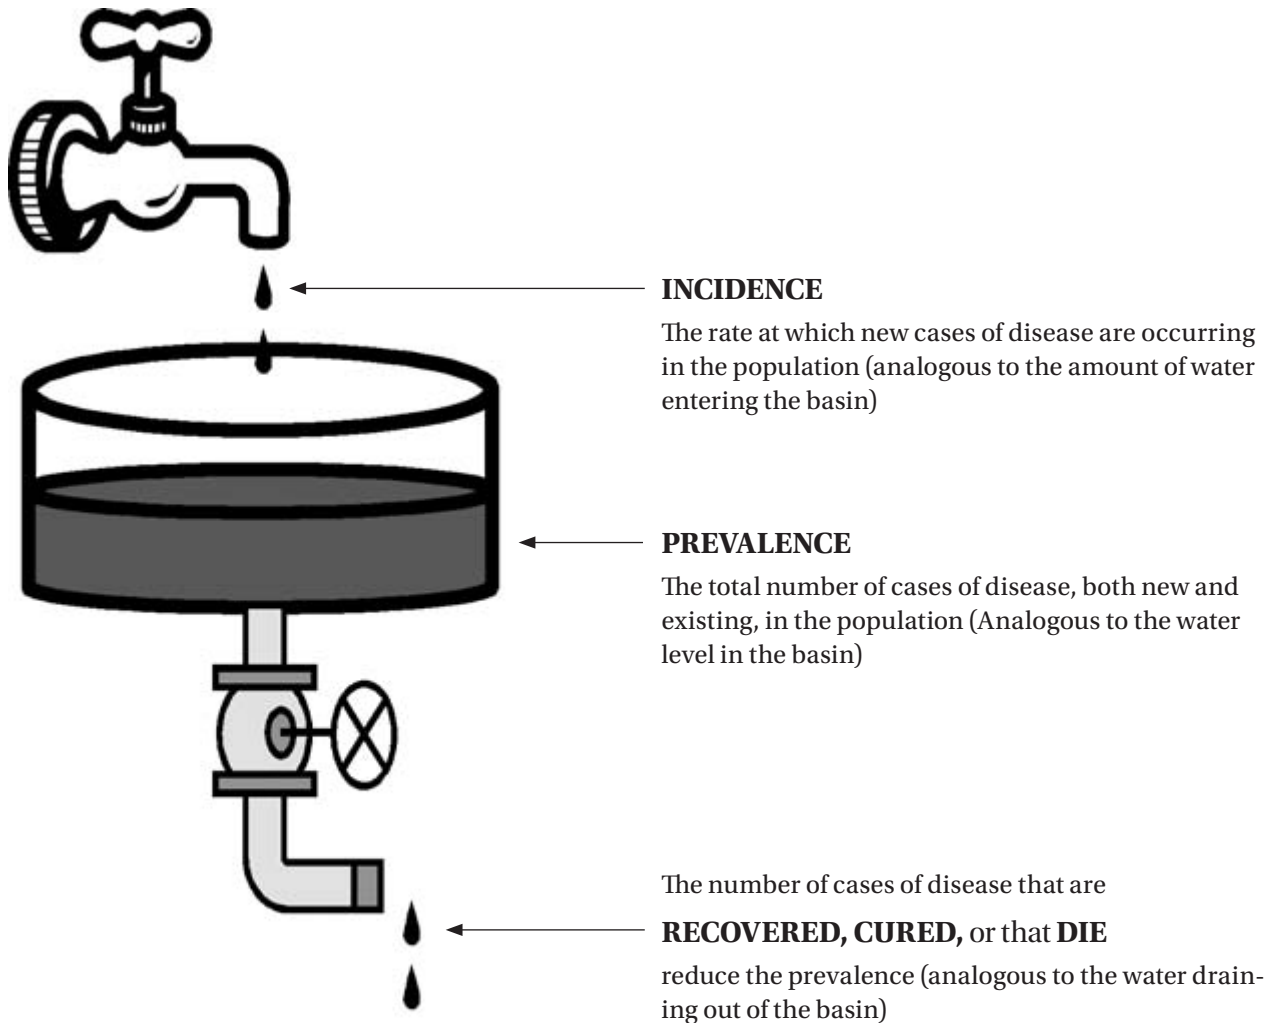 INCIDENCE
The rate at which new cases of disease are occurring
in the population (analogous to the amount of water
entering the basin)
PREVALENCE
The total number of cases of disease, both new and
existing, in the population (Analogous to the water
level in the basin)
The number of cases of disease that are
RECOVERED, CURED, or that DIE
reduce the prevalence (analogous to the water drain-
ing out of the basin)